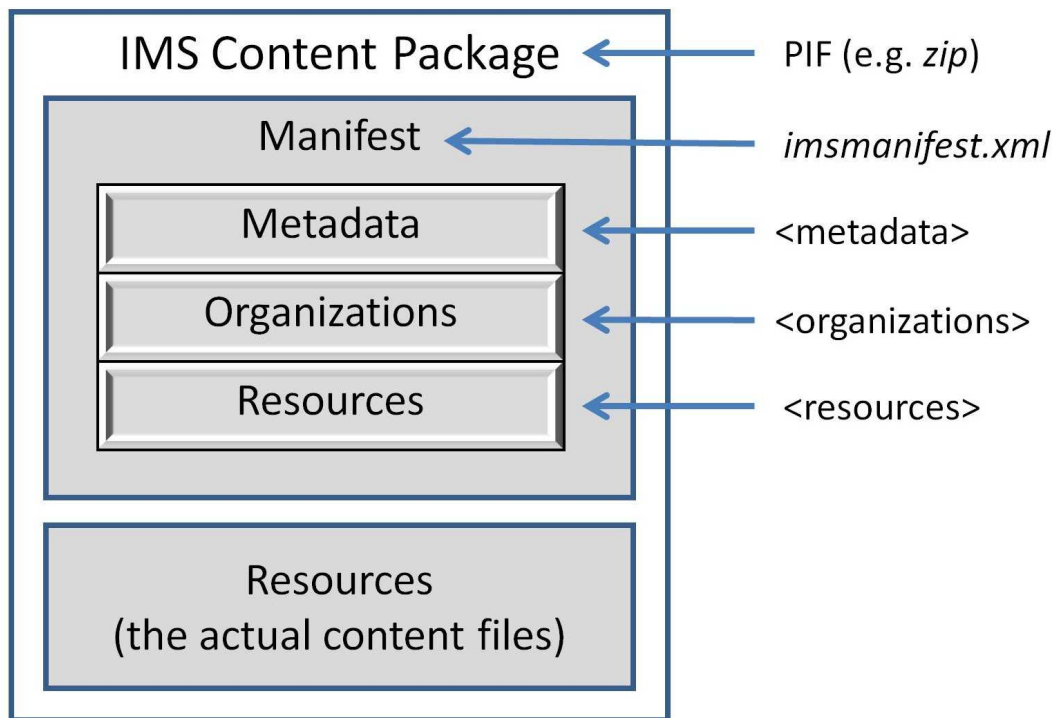 IMS Content Package
PIF (e.g. zip)
Manifest
imsmanifest.xml
Metadata
<metadata>
Organizations
<organizations>
Resources
<resources>
Resources
(the actual content files)